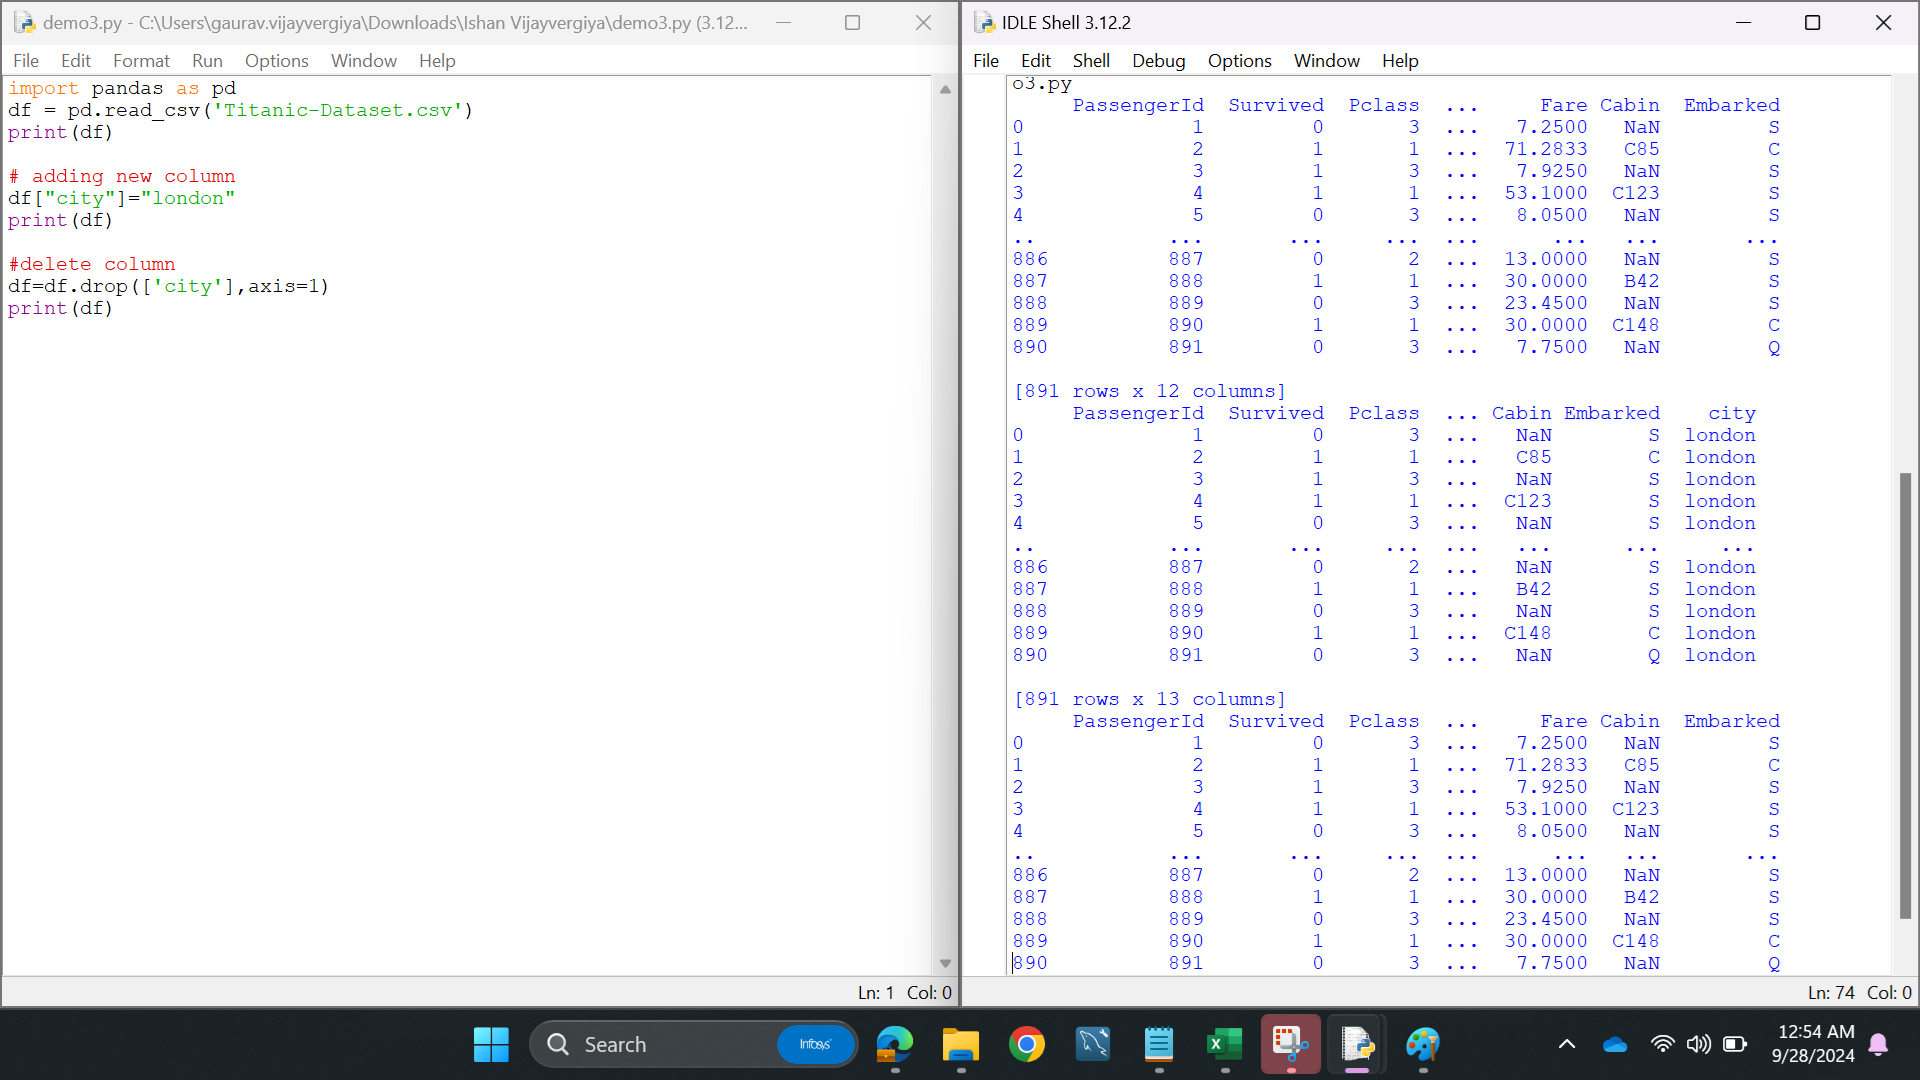 demo3.py - C:\Users\gaurav.vijayvergiya\Downloads\Ishan Vijayvergiya\demo3.py (3.12...
File Edit Format Run Options Window Help
import pandas as pd
df = pd.read_csv('Titanic-Dataset.csv')
print(df)
# adding new column
df["city"]="london"
print(df)
#delete column
df=df.drop(['city'],axis=1)
print(df)
Ln: 1 Col: 0
IDLE Shell 3.12.2
File Edit Shell Debug Options Window Help
o3.py
PassengerId Survived Pclass ... Fare Cabin Embarked
0 1 0 3 ... 7.2500 NaN S
1 2 1 1 ... 71.2833 C85 C
2 3 1 3 ... 7.9250 NaN S
3 4 1 1 ... 53.1000 C123 S
4 5 0 3 ... 8.0500 NaN S
.. ... ... ... ... ... ... ...
886 887 0 2 ... 13.0000 NaN S
887 888 1 1 ... 30.0000 B42 S
888 889 0 3 ... 23.4500 NaN S
889 890 1 1 ... 30.0000 C148 C
890 891 0 3 ... 7.7500 NaN Q
[891 rows x 12 columns]
PassengerId Survived Pclass ... Cabin Embarked city
0 1 0 3 ... NaN S london
1 2 1 1 ... C85 C london
2 3 1 3 ... NaN S london
3 4 1 1 ... C123 S london
4 5 0 3 ... NaN S london
.. ... ... ... ... ... ... ...
886 887 0 2 ... NaN S london
887 888 1 1 ... B42 S london
888 889 0 3 ... NaN S london
889 890 1 1 ... C148 C london
890 891 0 3 ... NaN Q london
[891 rows x 13 columns]
PassengerId Survived Pclass ... Fare Cabin Embarked
0 1 0 3 ... 7.2500 NaN S
1 2 1 1 ... 71.2833 C85 C
2 3 1 3 ... 7.9250 NaN S
3 4 1 1 ... 53.1000 C123 S
4 5 0 3 ... 8.0500 NaN S
.. ... ... ... ... ... ... ...
886 887 0 2 ... 13.0000 NaN S
887 888 1 1 ... 30.0000 B42 S
888 889 0 3 ... 23.4500 NaN S
889 890 1 1 ... 30.0000 C148 C
890 891 0 3 ... 7.7500 NaN Q
Ln: 74 Col: 0
Search
Infosys
12:54 AM
9/28/2024